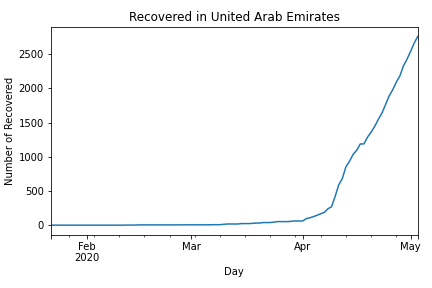 Recovered in United Arab Emirates
Number of Recovered
2500
2000
1500
1000
500
0
Feb
2020
Mar
Apr
May
Day